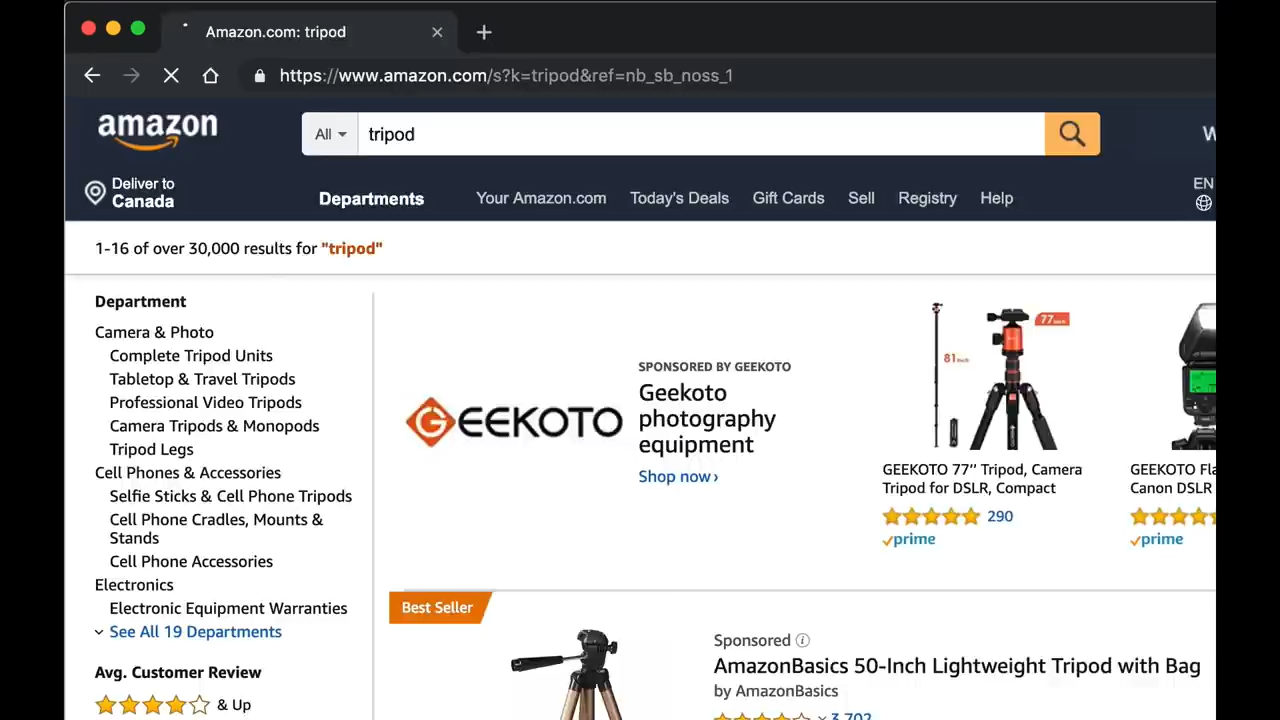 Amazon.com: tripod
https://www.amazon.com/s?k=tripod&ref=nb_sb_noss_1
amazon
All
tripod
W
Deliver to
Canada
Departments
Your Amazon.com
Today's Deals
Gift Cards
Sell
Registry
Help
EN
1-16 of over 30,000 results for "tripod"
Department
Camera & Photo
Complete Tripod Units
Tabletop & Travel Tripods
Professional Video Tripods
Camera Tripods & Monopods
Tripod Legs
Cell Phones & Accessories
Selfie Sticks & Cell Phone Tripods
Cell Phone Cradles, Mounts &
Stands
Cell Phone Accessories
Electronics
Electronic Equipment Warranties
See All 19 Departments
Avg. Customer Review
& Up
GEEKOTO
SPONSORED BY GEEKOTO
Geekoto
photography
equipment
Shop now ›
77 inch
81 inch
GEEKOTO 77’’ Tripod, Camera
Tripod for DSLR, Compact
290
prime
GEEKOTO Fla
Canon DSLR
prime
Best Seller
Sponsored
AmazonBasics 50-Inch Lightweight Tripod with Bag
by AmazonBasics
3,702